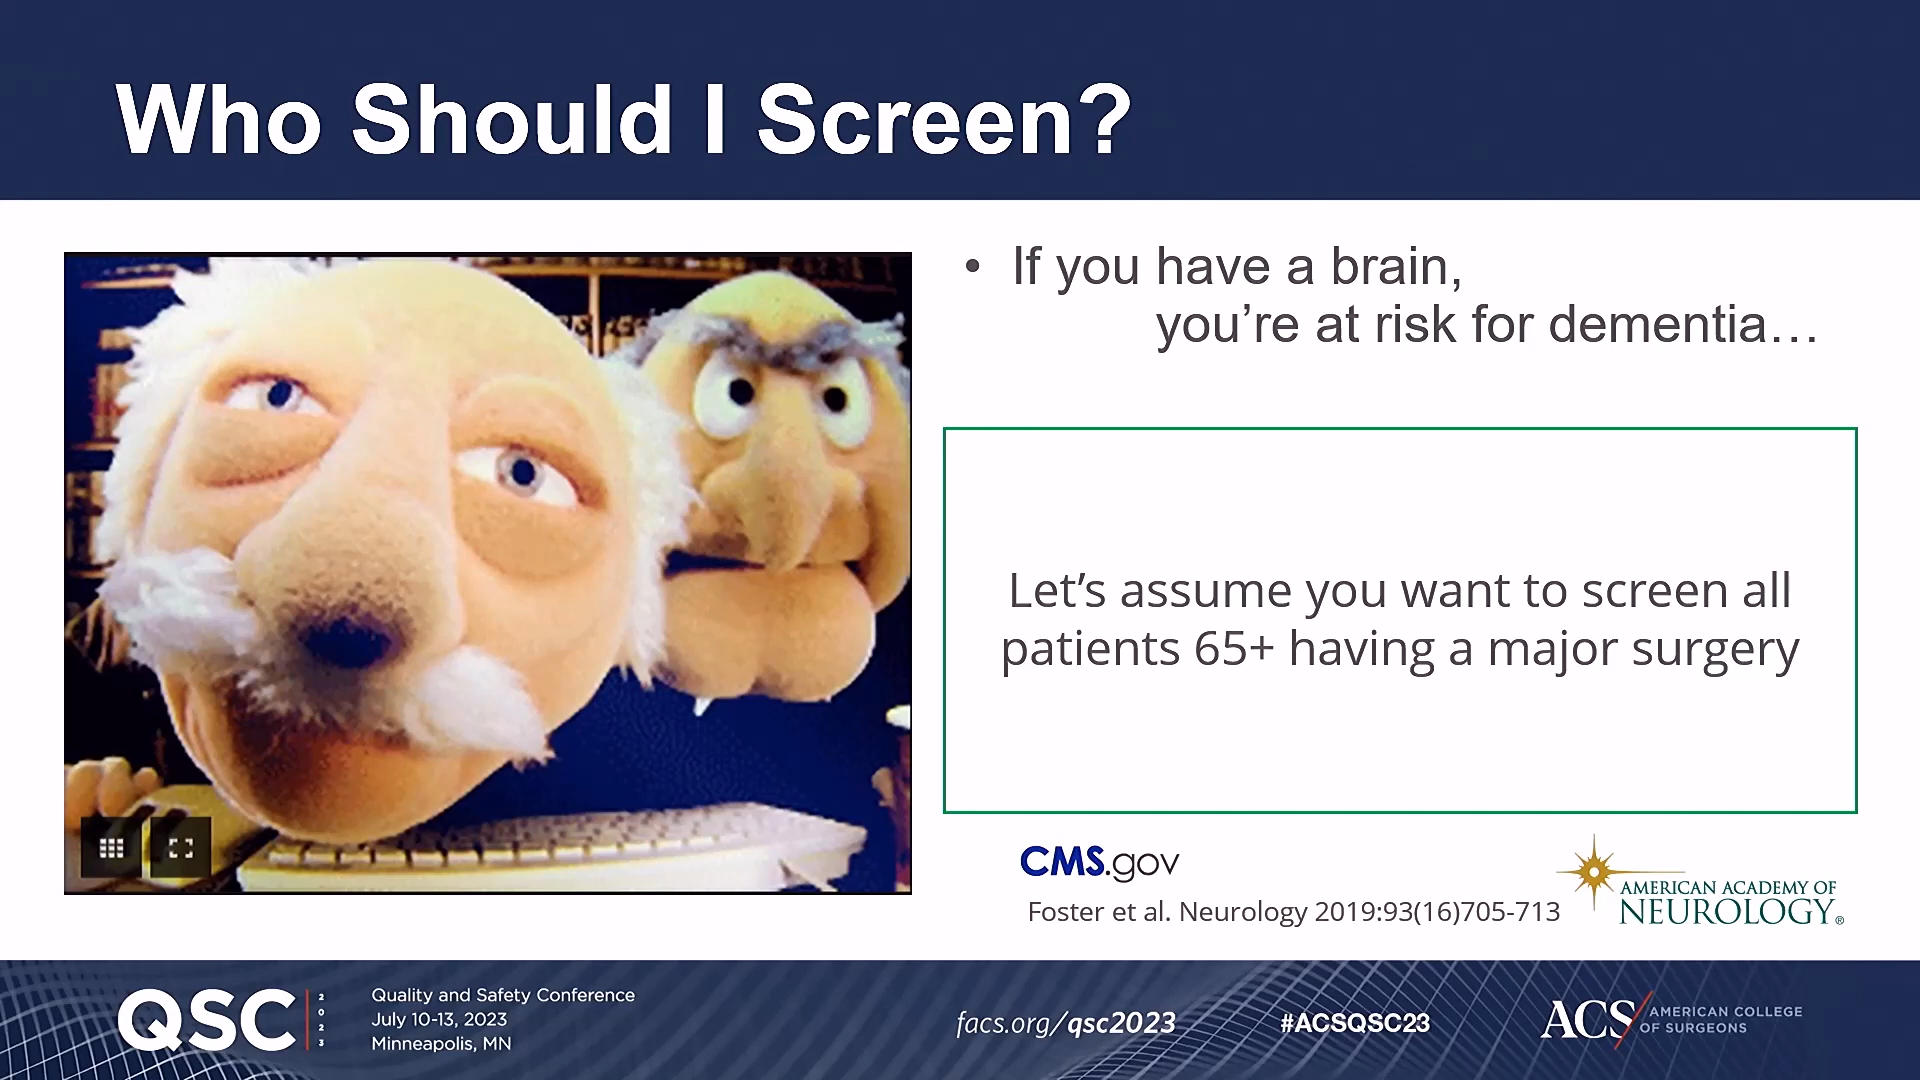 Who Should I Screen?
• If you have a brain,
you’re at risk for dementia…
Let’s assume you want to screen all
patients 65+ having a major surgery
CMS.gov
Foster et al. Neurology 2019:93(16)705-713
AMERICAN ACADEMY OF
NEUROLOGY®
QSC
2023
Quality and Safety Conference
July 10-13, 2023
Minneapolis, MN
facs.org/qsc2023
#ACSQSC23
ACS
AMERICAN COLLEGE
OF SURGEONS